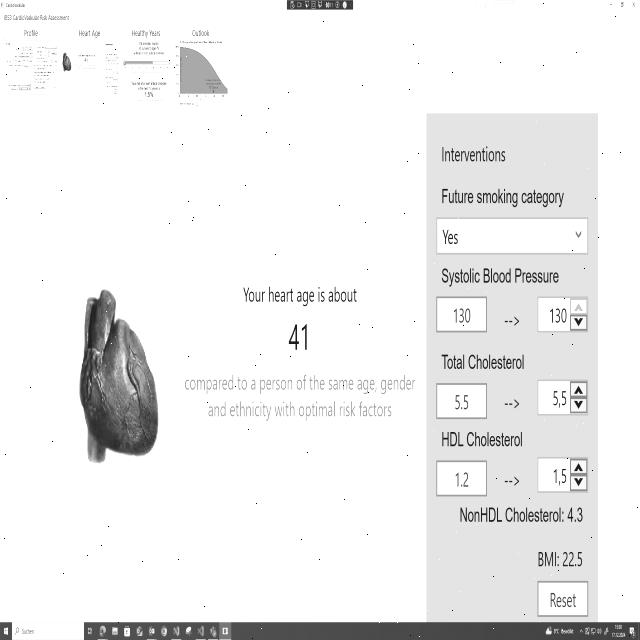 JBS3 Cardiovascular Risk Assessment
Profile
Heart Age
Healthy Years
Outlook
Your heart age is about
41
compared to a person of the same age, gender
and ethnicity with optimal risk factors
Interventions
Future smoking category
Yes
Systolic Blood Pressure
130 --> 130
Total Cholesterol
5.5 --> 5,5
HDL Cholesterol
1.2 --> 1,5
NonHDL Cholesterol: 4.3
BMI: 22.5
Reset
Suchen